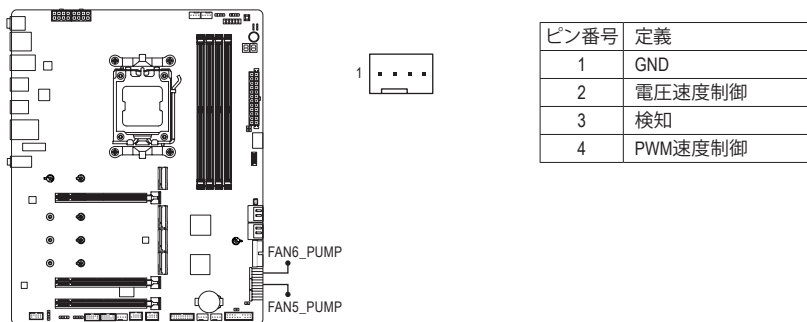 1
ピン番号 定義
1 GND
2 電圧速度制御
3 検知
4 PWM速度制御
FAN6_PUMP
FAN5_PUMP